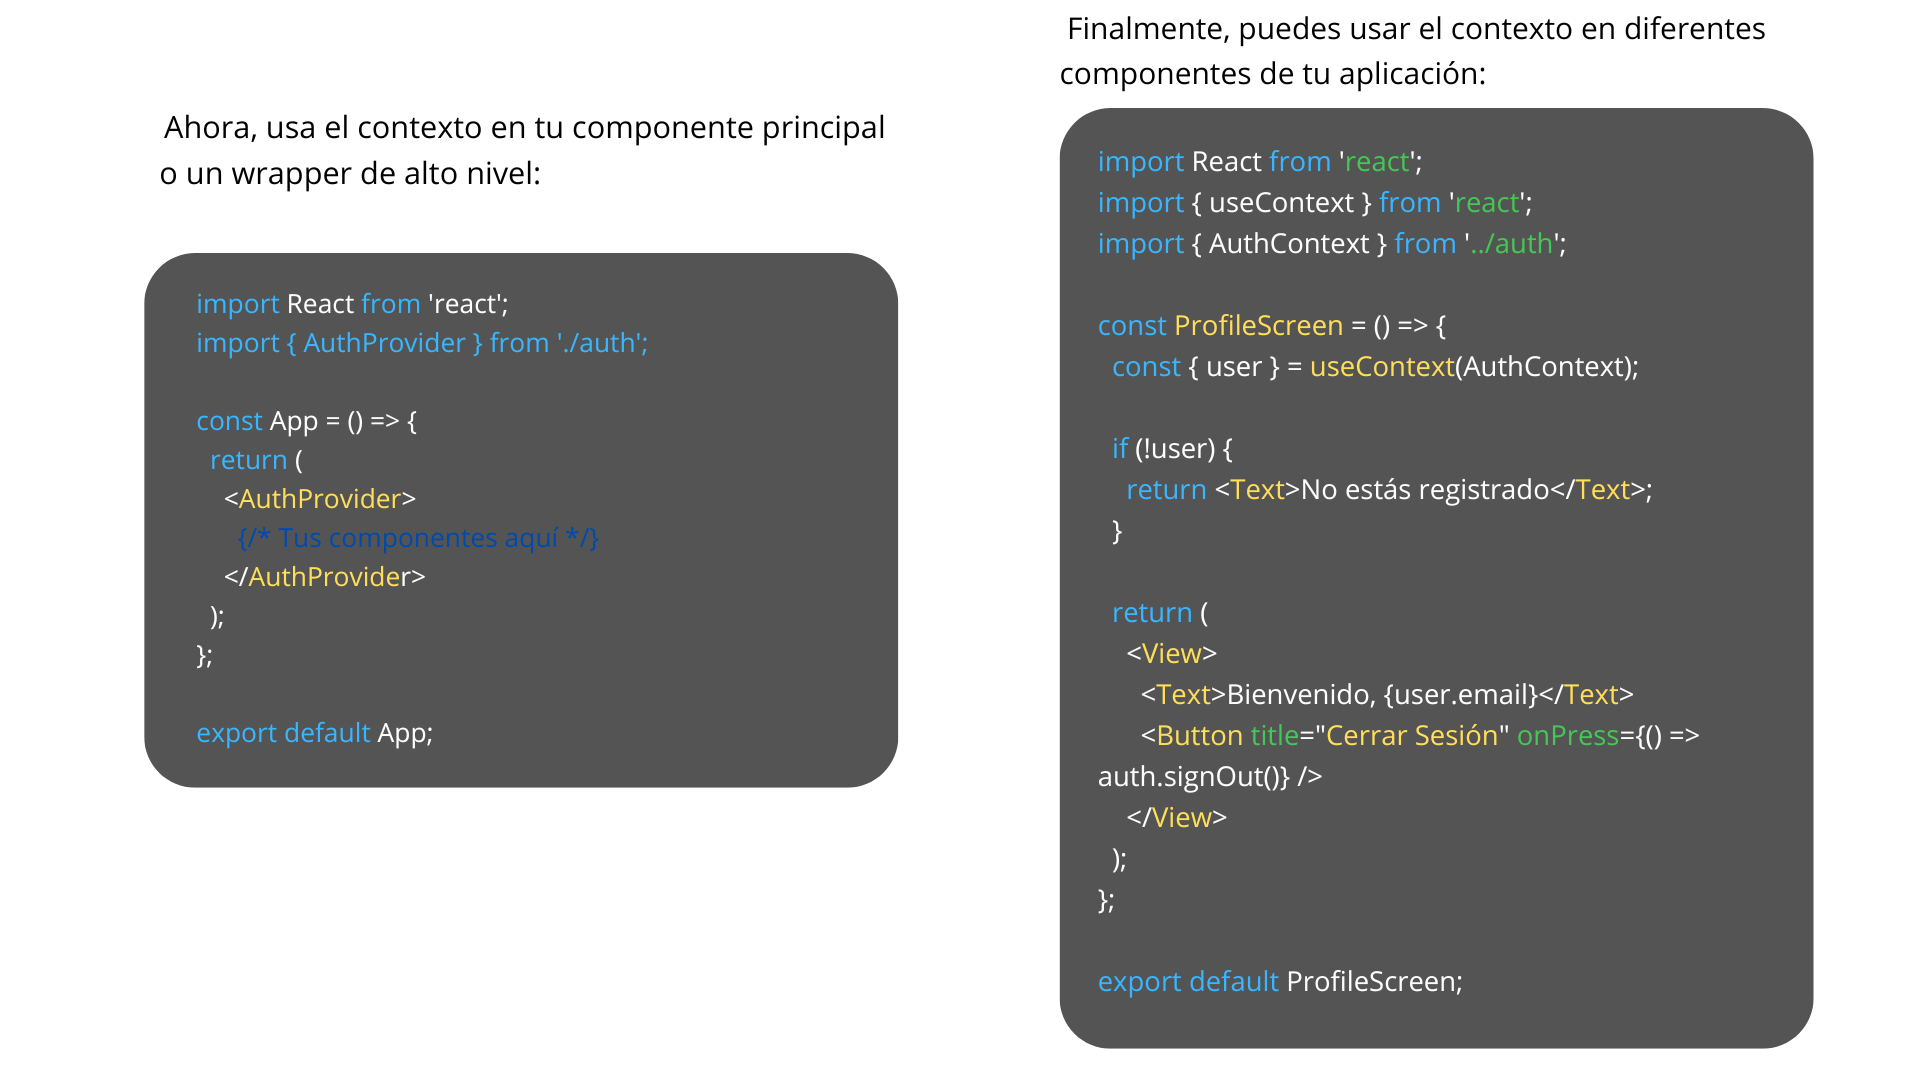 Ahora, usa el contexto en tu componente principal
o un wrapper de alto nivel:
import React from 'react';
import { AuthProvider } from './auth';
const App = () => {
return (
<AuthProvider>
{/* Tus componentes aquí */}
</AuthProvider>
);
};
export default App;
Finalmente, puedes usar el contexto en diferentes
componentes de tu aplicación:
import React from 'react';
import { useContext } from 'react';
import { AuthContext } from '../auth';
const ProfileScreen = () => {
const { user } = useContext(AuthContext);
if (!user) {
return <Text>No estás registrado</Text>;
}
return (
<View>
<Text>Bienvenido, {user.email}</Text>
<Button title="Cerrar Sesión" onPress={() =>
auth.signOut()} />
</View>
);
};
export default ProfileScreen;